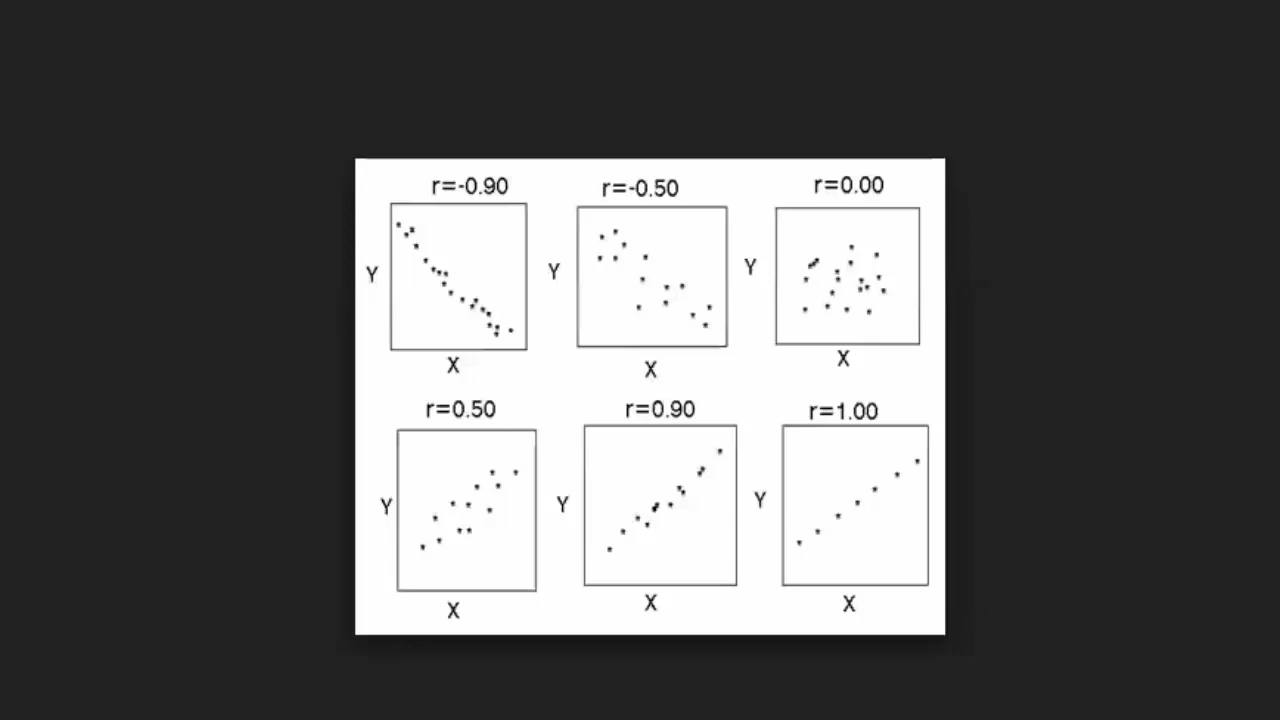 r=-0.90 r=-0.50 r=0.00
Y Y Y
X X X
r=0.50 r=0.90 r=1.00
Y Y Y
X X X